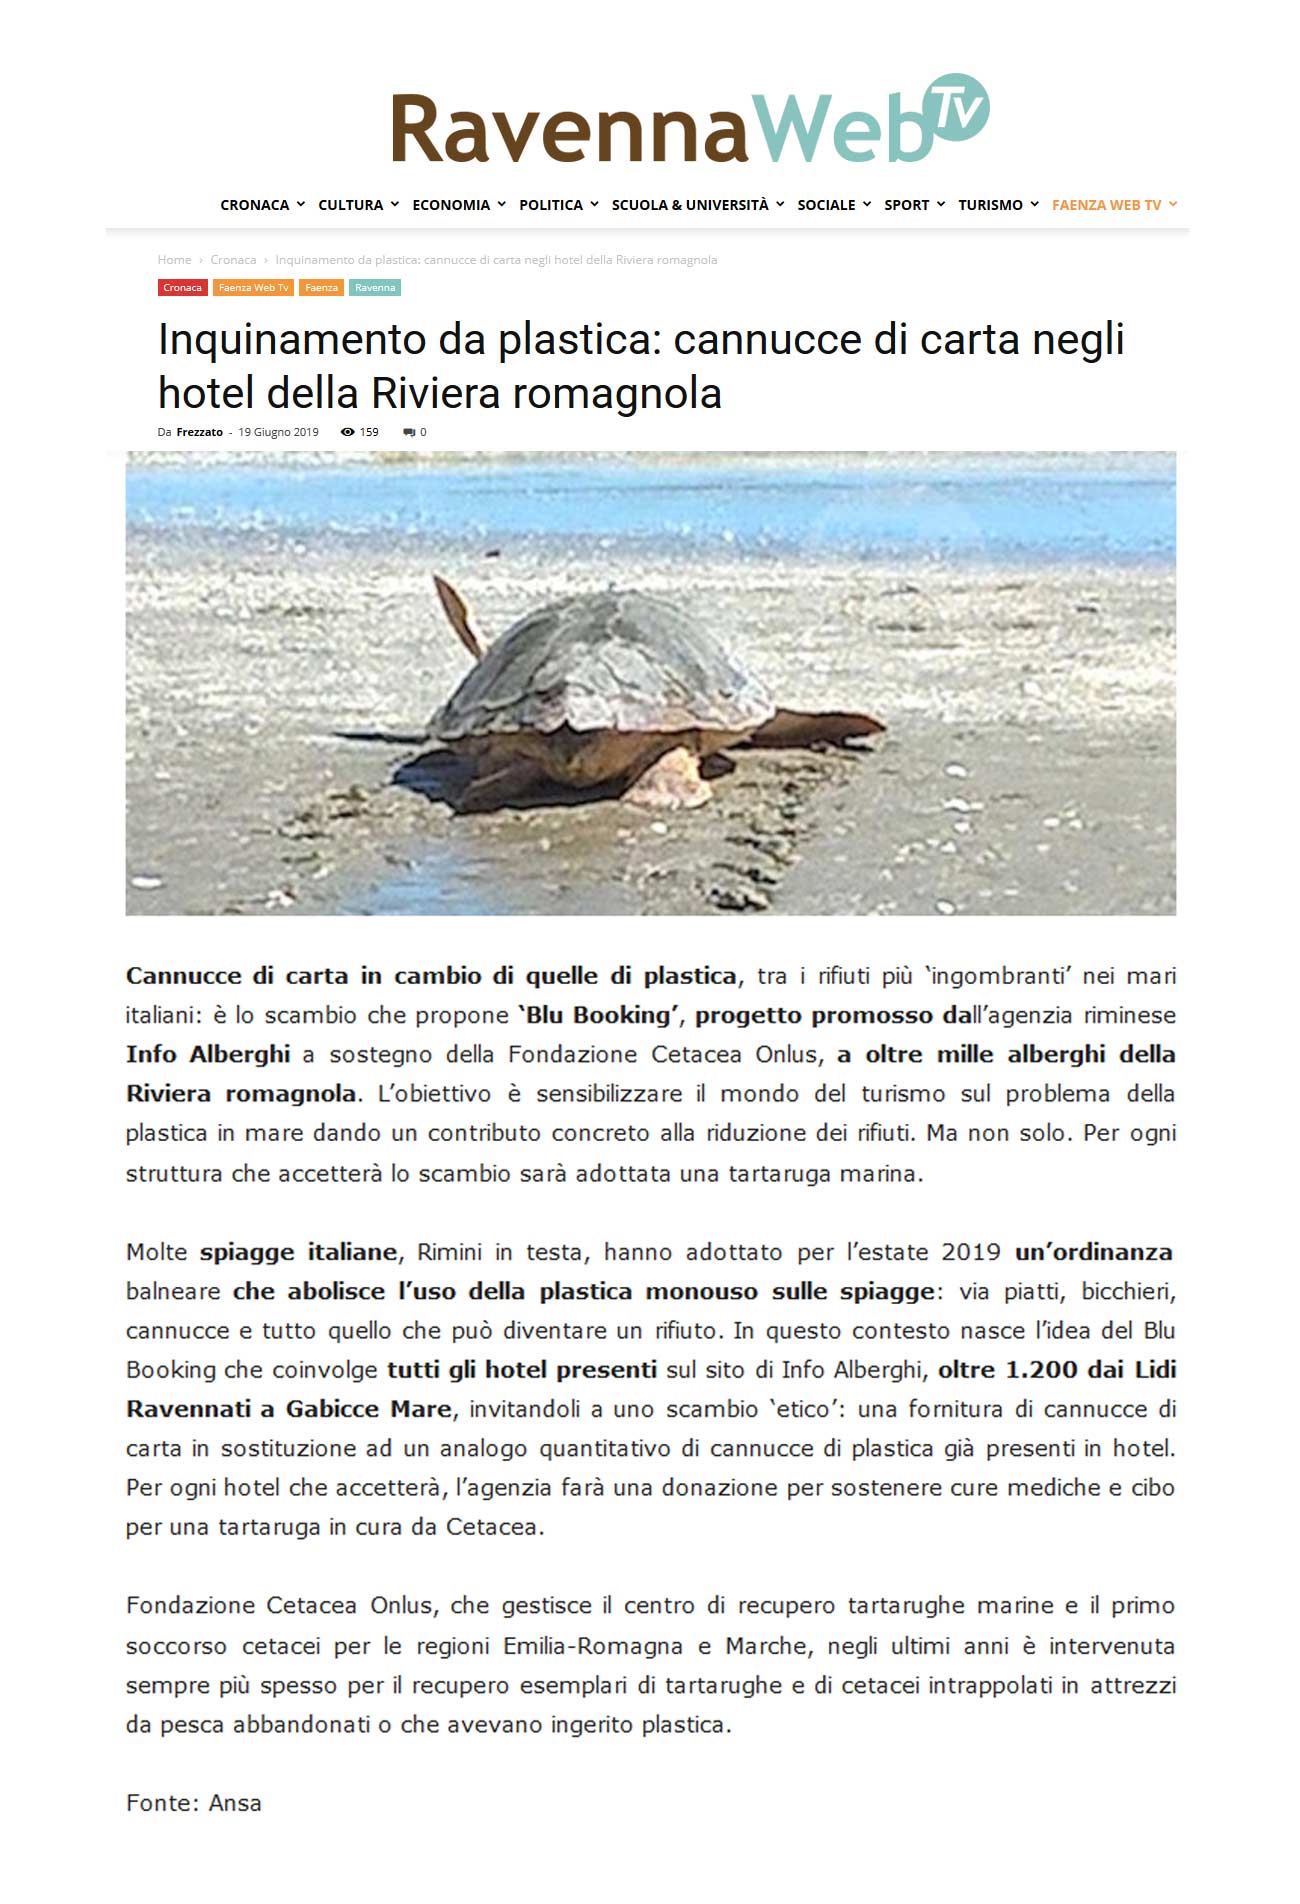 RavennaWeb Tv
CRONACA CULTURA ECONOMIA POLITICA SCUOLA & UNIVERSITÀ SOCIALE SPORT TURISMO FAENZA WEB TV
Home › Cronaca › Inquinamento da plastica: cannucce di carta negli hotel della Riviera romagnola
Cronaca Faenza Web Tv Faenza Ravenna
Inquinamento da plastica: cannucce di carta negli
hotel della Riviera romagnola
Da Frezzato - 19 Giugno 2019 159 0
Cannucce di carta in cambio di quelle di plastica, tra i rifiuti più ‘ingombranti’ nei mari
italiani: è lo scambio che propone ‘Blu Booking’, progetto promosso dall’agenzia riminese
Info Alberghi a sostegno della Fondazione Cetacea Onlus, a oltre mille alberghi della
Riviera romagnola. L’obiettivo è sensibilizzare il mondo del turismo sul problema della
plastica in mare dando un contributo concreto alla riduzione dei rifiuti. Ma non solo. Per ogni
struttura che accetterà lo scambio sarà adottata una tartaruga marina.
Molte spiagge italiane, Rimini in testa, hanno adottato per l’estate 2019 un’ordinanza
balneare che abolisce l’uso della plastica monouso sulle spiagge: via piatti, bicchieri,
cannucce e tutto quello che può diventare un rifiuto. In questo contesto nasce l’idea del Blu
Booking che coinvolge tutti gli hotel presenti sul sito di Info Alberghi, oltre 1.200 dai Lidi
Ravennati a Gabicce Mare, invitandoli a uno scambio ‘etico’: una fornitura di cannucce di
carta in sostituzione ad un analogo quantitativo di cannucce di plastica già presenti in hotel.
Per ogni hotel che accetterà, l’agenzia farà una donazione per sostenere cure mediche e cibo
per una tartaruga in cura da Cetacea.
Fondazione Cetacea Onlus, che gestisce il centro di recupero tartarughe marine e il primo
soccorso cetacei per le regioni Emilia-Romagna e Marche, negli ultimi anni è intervenuta
sempre più spesso per il recupero esemplari di tartarughe e di cetacei intrappolati in attrezzi
da pesca abbandonati o che avevano ingerito plastica.
Fonte: Ansa